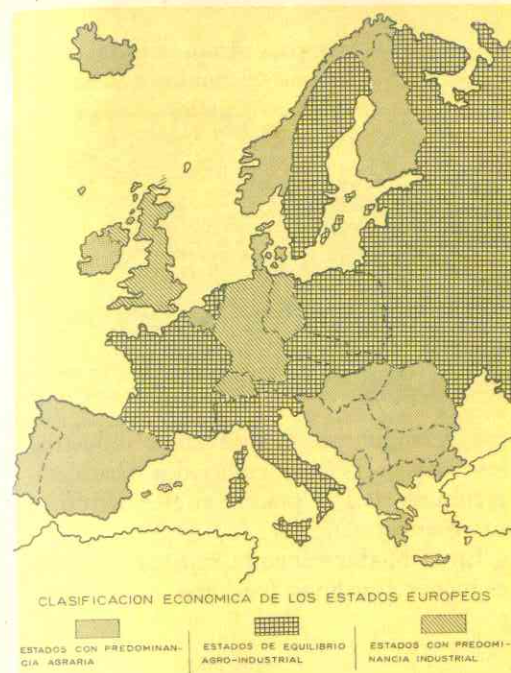 CLASIFICACION ECONOMICA DE LOS ESTADOS EUROPEOS
ESTADOS CON PREDOMINAN-
CIA AGRARIA
ESTADOS DE EQUILIBRIO
AGRO-INDUSTRIAL
ESTADOS CON PREDOMI-
NANCIA INDUSTRIAL